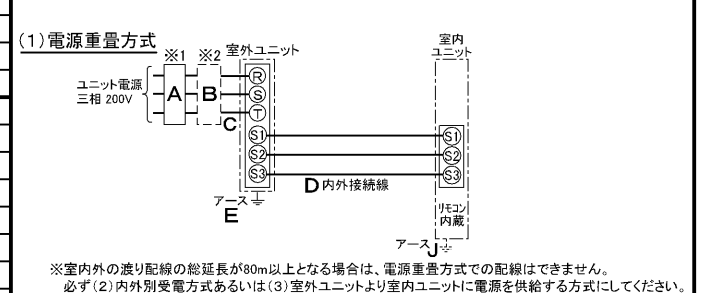 (1)電源重畳方式
※1 ※2 室外ユニット
室内
ユニット
ユニット電源
三相 200V
A B
R
S
T
C
S1 S1
S2 S2
S3 S3
D 内外接続線
アース
E
リモコン
内蔵
アース J
※室内外の渡り配線の総延長が80m以上となる場合は、電源重畳方式での配線はできません。
必ず(2)内外別受電方式あるいは(3)室外ユニットより室内ユニットに電源を供給する方式にしてください。